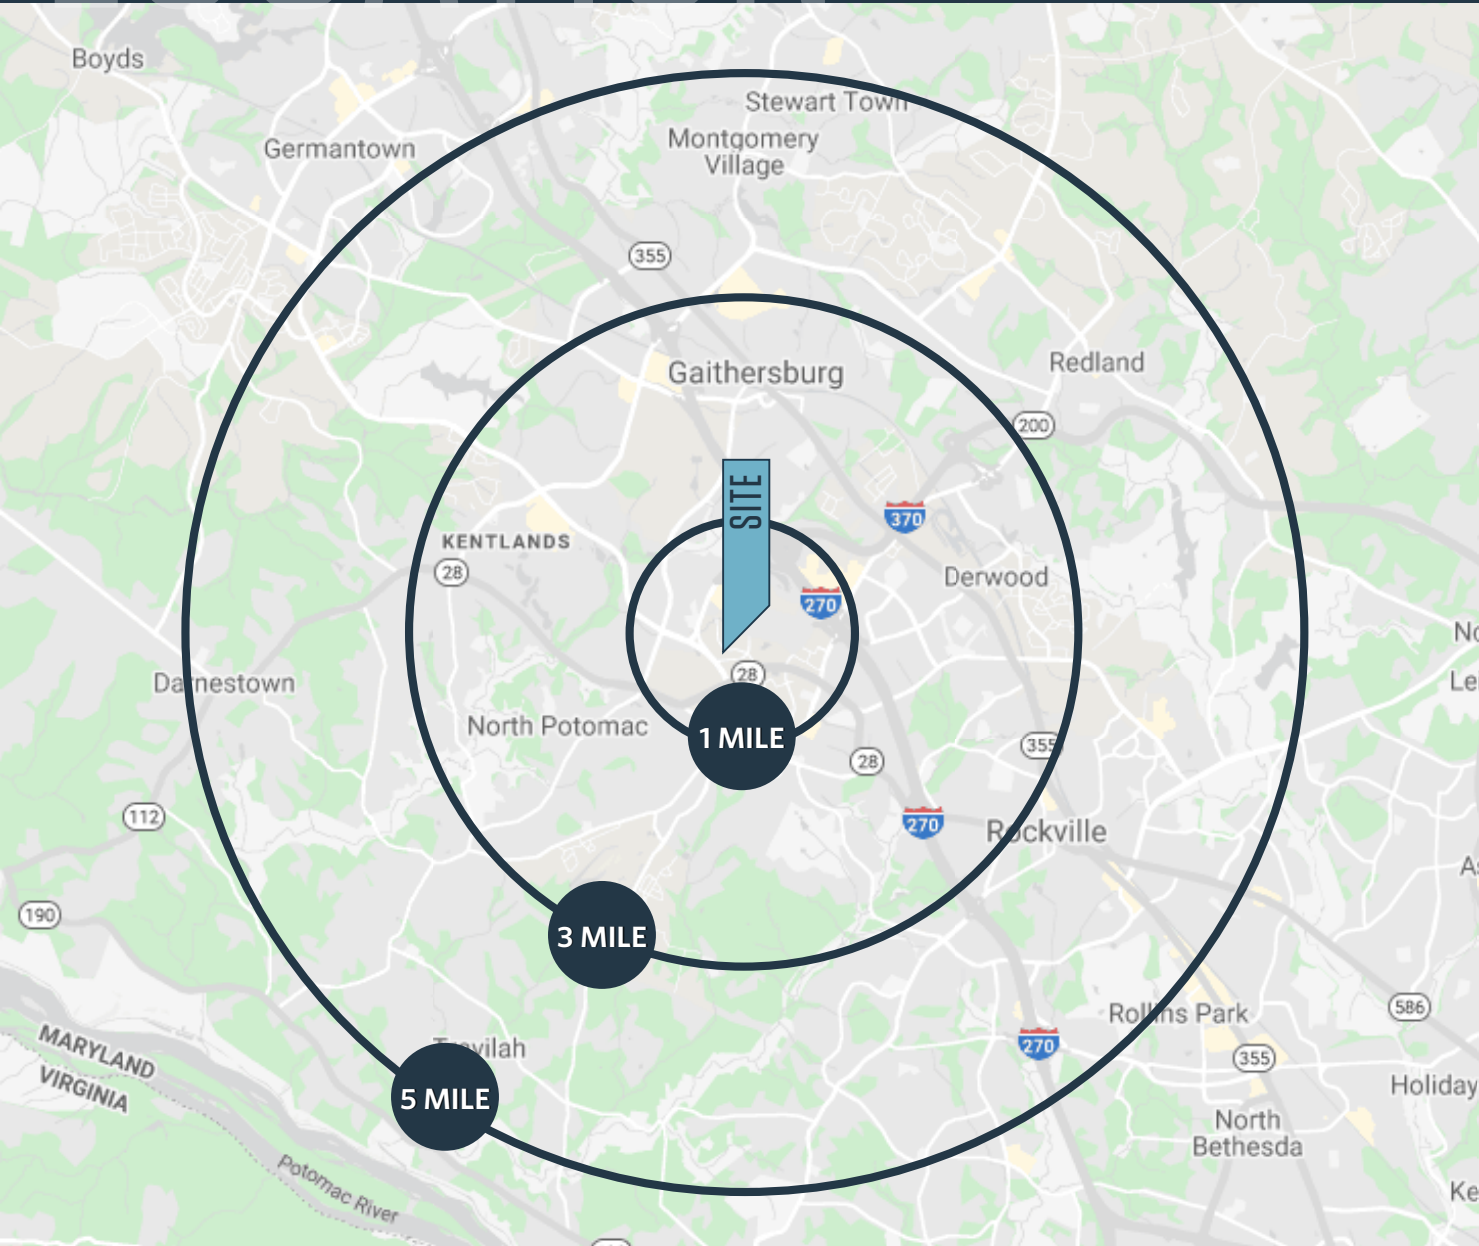 Boyds
Stewart Town
Germantown
Montgomery
Village
355
Gaithersburg
Redland
200
SITE
370
KENTLANDS
28
Derwood
270
28
Darnestown
North Potomac
1 MILE
355
28
112
270
Rockville
190
3 MILE
Rollins Park
586
MARYLAND
VIRGINIA
Travilah
270
355
5 MILE
Holiday
North
Bethesda
Potomac River